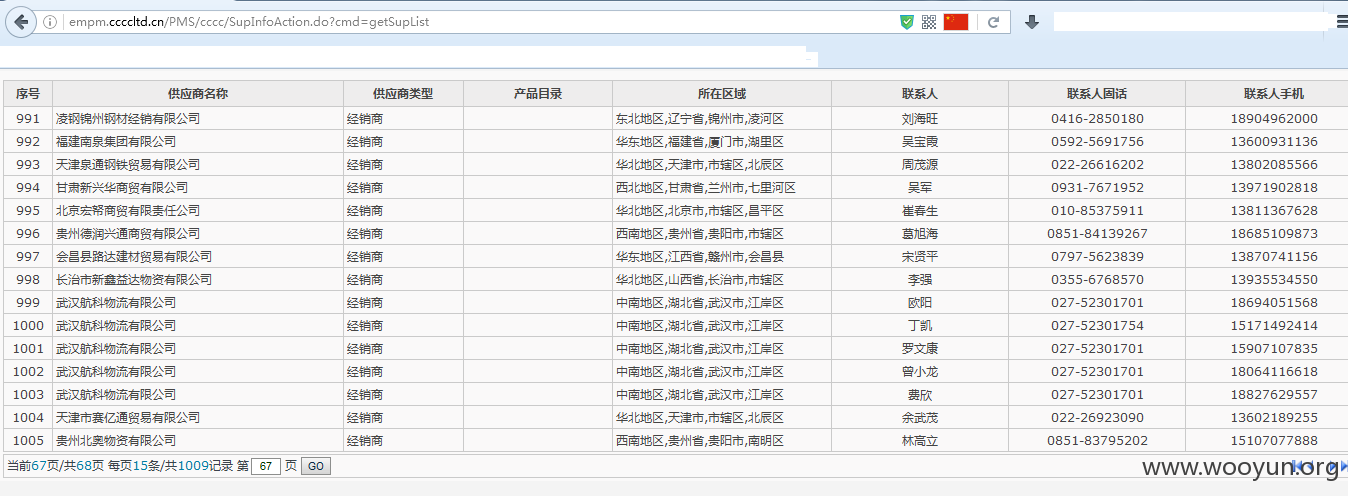 empm.ccccltd.cn/PMS/cccc/SupInfoAction.do?cmd=getSupList
序号 供应商名称 供应商类型 产品目录 所在区域 联系人 联系人固话 联系人手机
991 凌钢锦州钢材经销有限公司 经销商 东北地区,辽宁省,锦州市,凌河区 刘海旺 0416-2850180 18904962000
992 福建南泉集团有限公司 经销商 华东地区,福建省,厦门市,湖里区 吴宝霞 0592-5691756 13600931136
993 天津泉通钢铁贸易有限公司 经销商 华北地区,天津市,市辖区,北辰区 周茂源 022-26616202 13802085566
994 甘肃新兴华商贸有限公司 经销商 西北地区,甘肃省,兰州市,七里河区 吴军 0931-7671952 13971902818
995 北京宏帮商贸有限责任公司 经销商 华北地区,北京市,市辖区,昌平区 崔春生 010-85375911 13811367628
996 贵州德润兴通商贸有限公司 经销商 西南地区,贵州省,贵阳市,市辖区 葛旭海 0851-84139267 18685109873
997 会昌县路达建材贸易有限公司 经销商 华东地区,江西省,赣州市,会昌县 宋贤平 0797-5623839 13870741156
998 长治市新鑫益达物资有限公司 经销商 华北地区,山西省,长治市,市辖区 李强 0355-6768570 13935534550
999 武汉航科物流有限公司 经销商 中南地区,湖北省,武汉市,江岸区 欧阳 027-52301701 18694051568
1000 武汉航科物流有限公司 经销商 中南地区,湖北省,武汉市,江岸区 丁凯 027-52301754 15171492414
1001 武汉航科物流有限公司 经销商 中南地区,湖北省,武汉市,江岸区 罗文康 027-52301701 15907107835
1002 武汉航科物流有限公司 经销商 中南地区,湖北省,武汉市,江岸区 曾小龙 027-52301701 18064116618
1003 武汉航科物流有限公司 经销商 中南地区,湖北省,武汉市,江岸区 费欣 027-52301701 18827629557
1004 天津市赛亿通贸易有限公司 经销商 华北地区,天津市,市辖区,北辰区 余武茂 022-26923090 13602189255
1005 贵州北奥物资有限公司 经销商 西南地区,贵州省,贵阳市,南明区 林高立 0851-83795202 15107077888
当前67页/共68页 每页15条/共1009记录 第 67 页 GO
www.wooyun.org